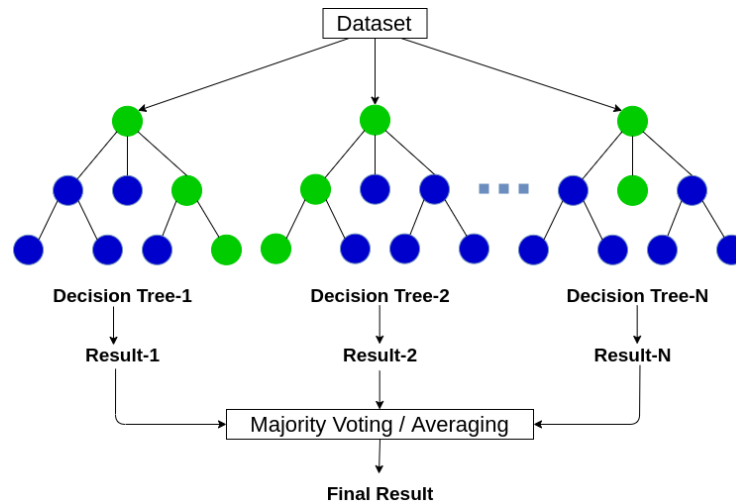 Dataset
Decision Tree-1
Decision Tree-2
Decision Tree-N
Result-1
Result-2
Result-N
Majority Voting / Averaging
Final Result